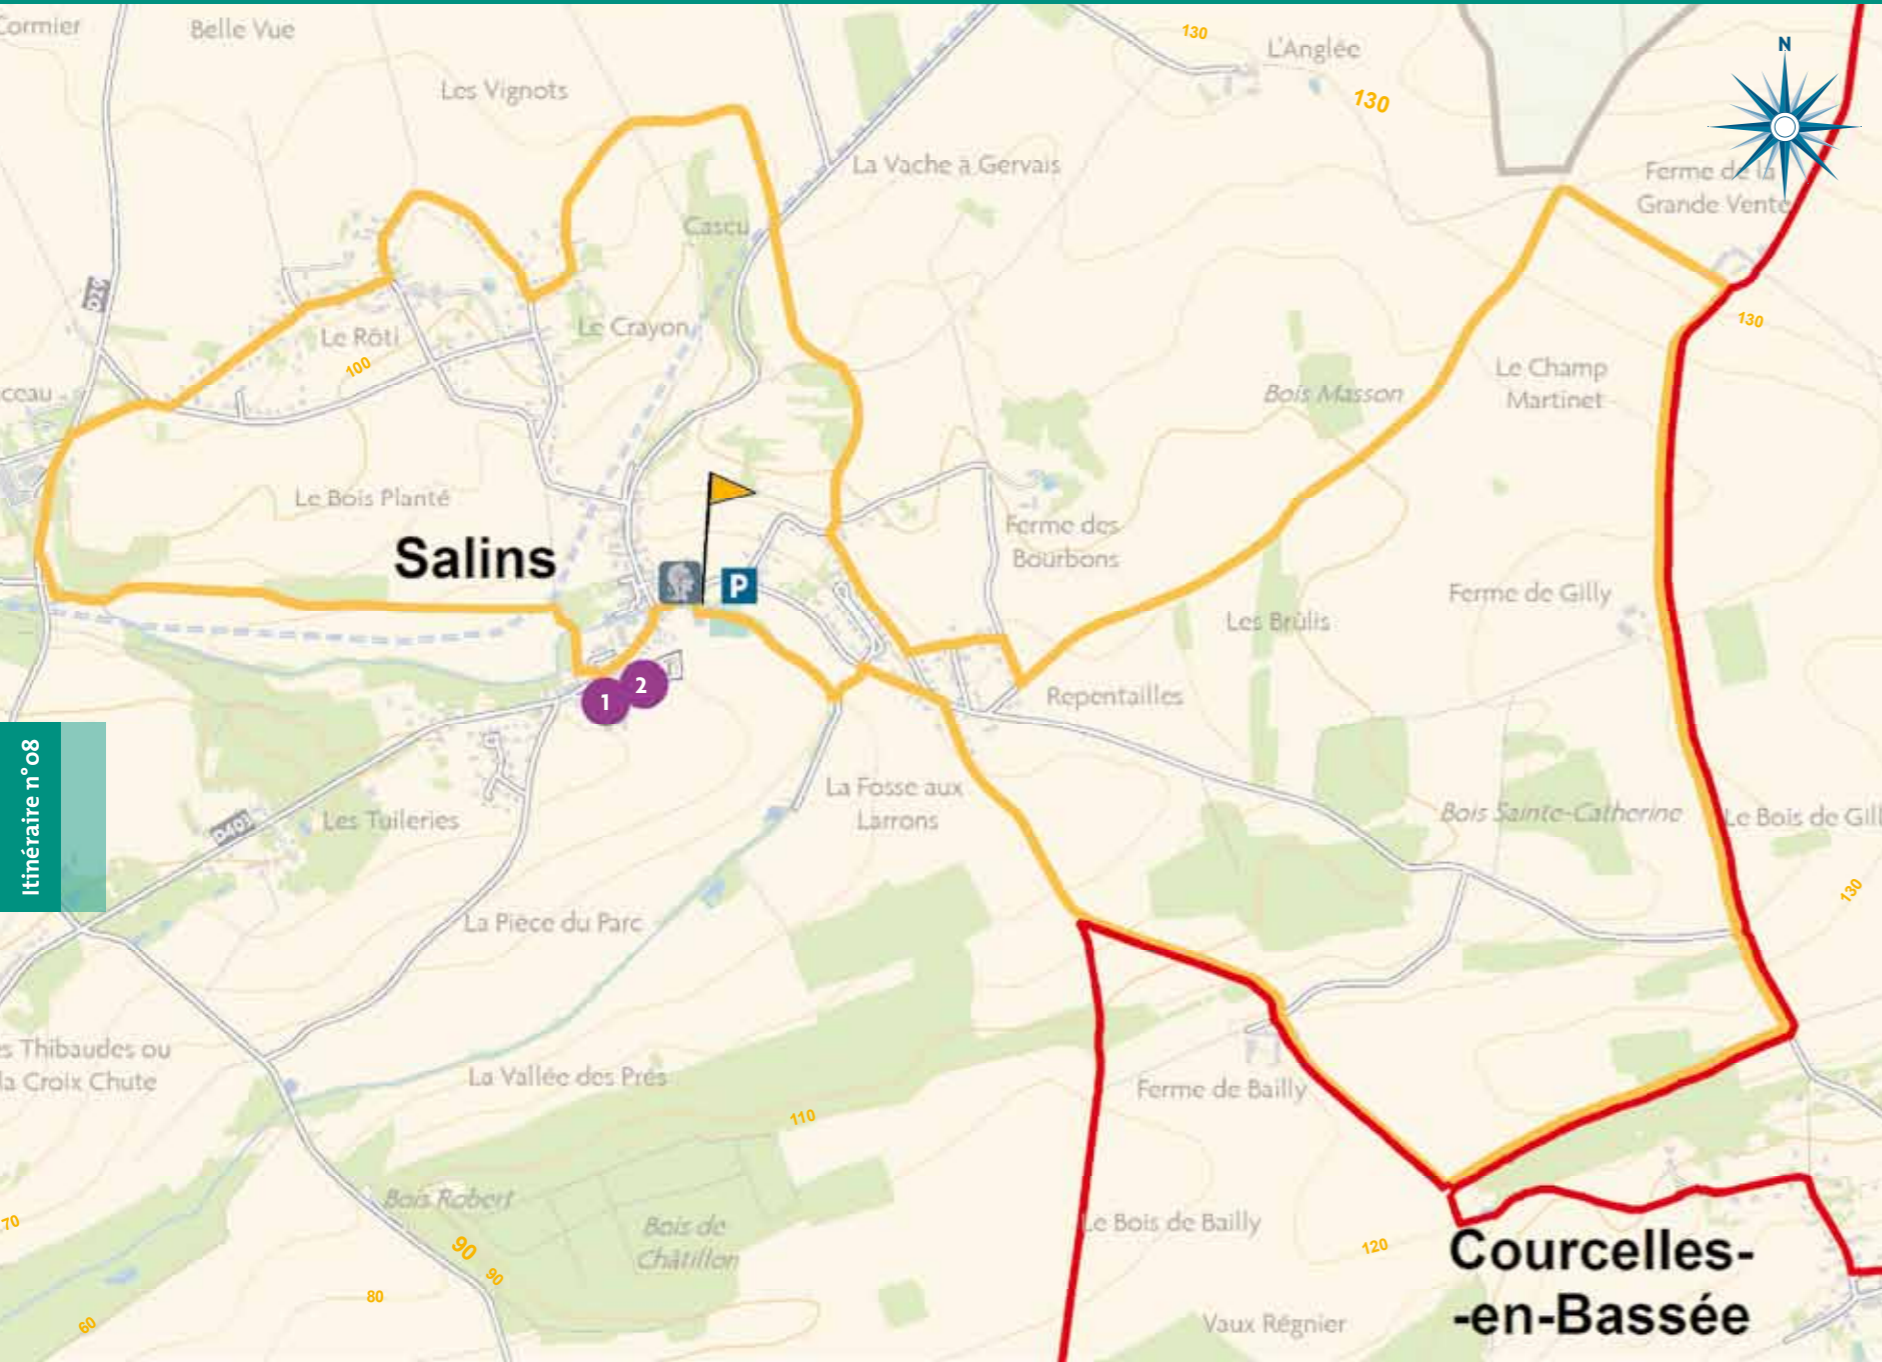 Cormier
Belle Vue
130
L'Anglée
N
Les Vignots
130
La Vache à Gervais
Ferme de la
Grande Vente
Cascu
D20
Le Rôti
Le Crayon
130
100
Le Champ
Martinet
Bois Masson
ceau
Le Bois Planté
Salins
P
Ferme des
Bourbons
Ferme de Gilly
Les Brûlis
1
2
Repentailles
Itinéraire n°08
La Fosse aux
Larrons
Bois Sainte-Catherine
Le Bois de Gill
D403
Les Tuileries
130
La Pièce du Parc
s Thibaudes ou
la Croix Chute
La Vallée des Prés
Ferme de Bailly
110
Bois Robert
Bois de
Châtillon
Le Bois de Bailly
70
90
90
120
80
60
Vaux Régnier
Courcelles-
-en-Bassée